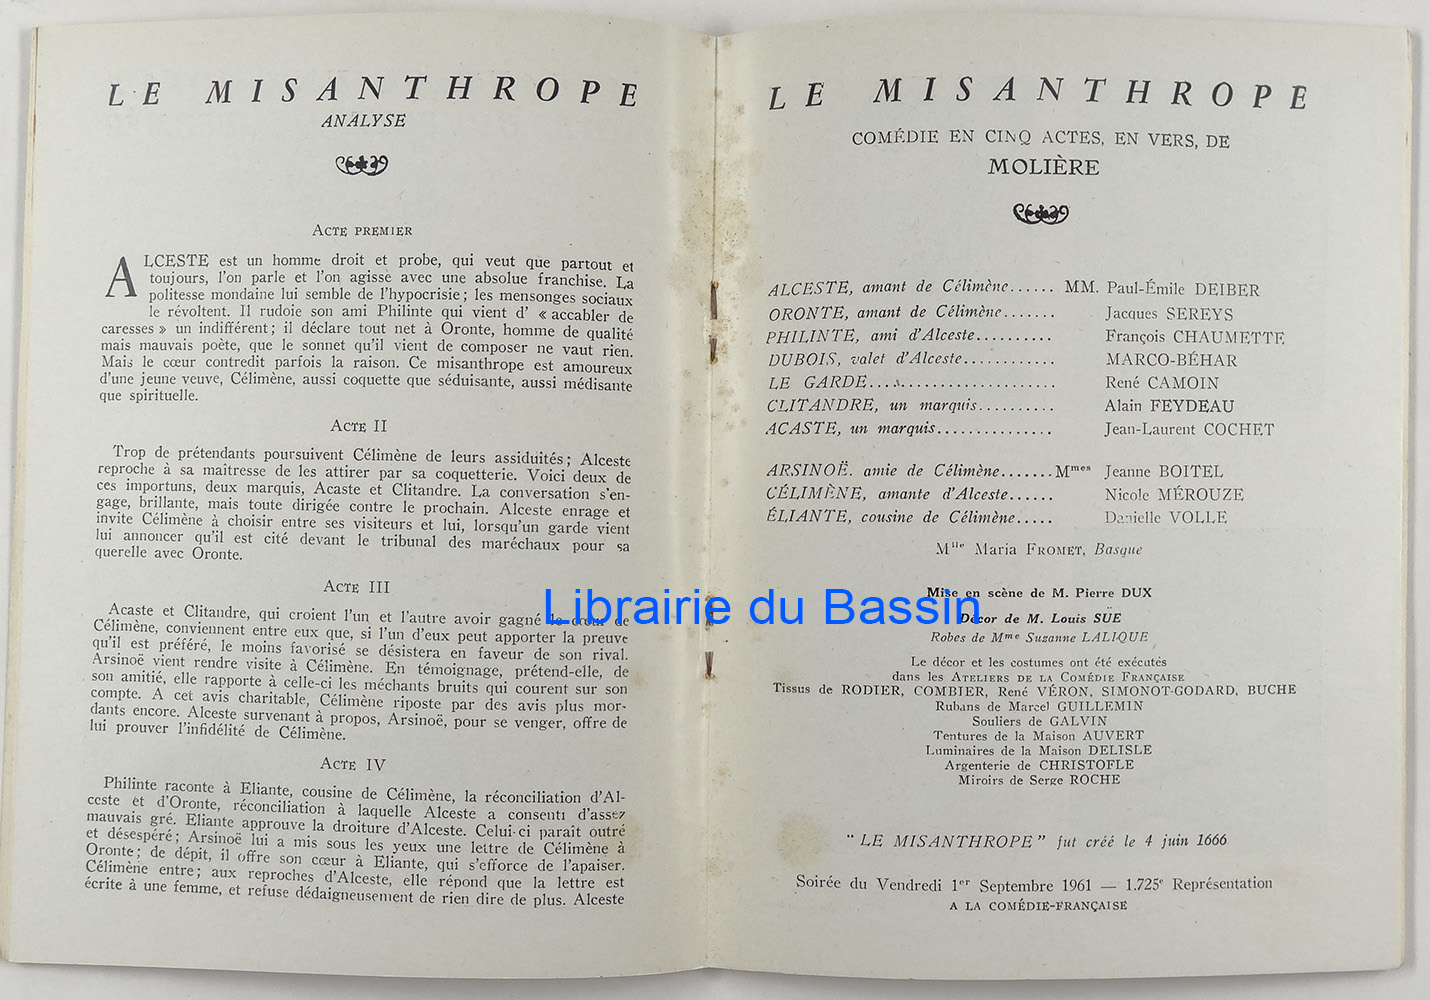 LE MISANTHROPE
ANALYSE
ACTE PREMIER
ALCESTE est un homme droit et probe, qui veut que partout et
toujours, l'on parle et l'on agisse avec une absolue franchise. La
politesse mondaine lui semble de l'hypocrisie ; les mensonges sociaux
le révoltent. Il rudoie son ami Philinte qui vient d' « accabler de
caresses » un indifférent ; il déclare tout net à Oronte, homme de qualité
mais mauvais poète, que le sonnet qu'il vient de composer ne vaut rien.
Mais le cœur contredit parfois la raison. Ce misanthrope est amoureux
d'une jeune veuve, Célimène, aussi coquette que séduisante, aussi médisante
que spirituelle.
ACTE II
Trop de prétendants poursuivent Célimène de leurs assiduités ; Alceste
reproche à sa maîtresse de les attirer par sa coquetterie. Voici deux de
ces importuns, deux marquis, Acaste et Clitandre. La conversation s'en-
gage, brillante, mais toute dirigée contre le prochain. Alceste enrage et
invite Célimène à choisir entre ses visiteurs et lui, lorsqu'un garde vient
lui annoncer qu'il est cité devant le tribunal des maréchaux pour sa
querelle avec Oronte.
ACTE III
Acaste et Clitandre, qui croient l'un et l'autre avoir gagné le cœur de
Célimène, conviennent entre eux que, si l'un d'eux peut apporter la preuve
qu'il est préféré, le moins favorisé se désistera en faveur de son rival.
Arsinoë vient rendre visite à Célimène. En témoignage, prétend-elle, de
son amitié, elle rapporte à celle-ci les méchants bruits qui courent sur son
compte. A cet avis charitable, Célimène riposte par des avis plus mor-
dants encore. Alceste survenant à propos, Arsinoë, pour se venger, offre de
lui prouver l'infidélité de Célimène.
ACTE IV
Philinte raconte à Eliante, cousine de Célimène, la réconciliation d'Al-
ceste et d'Oronte, réconciliation à laquelle Alceste a consenti d'assez
mauvais gré. Eliante approuve la droiture d'Alceste. Celui-ci paraît outré
et désespéré ; Arsinoë lui a mis sous les yeux une lettre de Célimène à
Oronte ; de dépit, il offre son cœur à Eliante, qui s'efforce de l'apaiser.
Célimène entre ; aux reproches d'Alceste, elle répond que la lettre est
écrite à une femme, et refuse dédaigneusement de rien dire de plus. Alceste
LE MISANTHROPE
COMÉDIE EN CINQ ACTES, EN VERS, DE
MOLIÈRE
ALCESTE, amant de Célimène...... MM. Paul-Émile DEIBER
ORONTE, amant de Célimène....... Jacques SEREYS
PHILINTE, ami d'Alceste.......... François CHAUMETTE
DUBOIS, valet d'Alceste............ MARCO-BÉHAR
LE GARDE...................... René CAMOIN
CLITANDRE, un marquis.......... Alain FEYDEAU
ACASTE, un marquis............... Jean-Laurent COCHET
ARSINOË. amie de Célimène.......Mmes Jeanne BOITEL
CÉLIMÈNE, amante d'Alceste...... Nicole MÉROUZE
ÉLIANTE, cousine de Célimène..... Danielle VOLLE
Mlle Maria FROMET, Basque
Mise en scène de M. Pierre DUX
Décor de M. Louis SÜE
Robes de Mme Suzanne LALIQUE
Le décor et les costumes ont été exécutés
dans les ATELIERS DE LA COMÉDIE FRANÇAISE
Tissus de RODIER, COMBIER, René VÉRON, SIMONOT-GODARD, BUCHE
Rubans de Marcel GUILLEMIN
Souliers de GALVIN
Tentures de la Maison AUVERT
Luminaires de la Maison DELISLE
Argenterie de CHRISTOFLE
Miroirs de Serge ROCHE
" LE MISANTHROPE " fut créé le 4 juin 1666
Soirée du Vendredi 1er Septembre 1961 — 1.725e Représentation
A LA COMÉDIE-FRANÇAISE
Librairie du Bassin